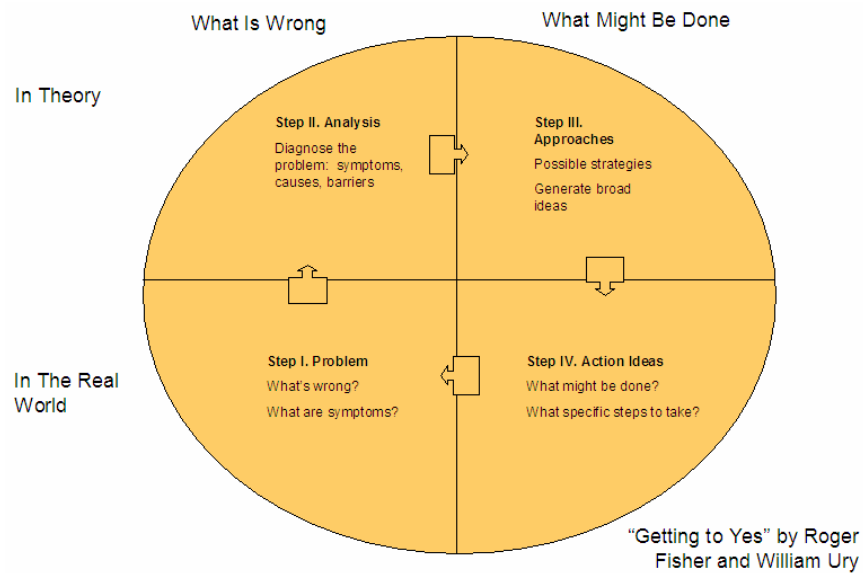 What Is Wrong
What Might Be Done
In Theory
Step II. Analysis
Diagnose the
problem: symptoms,
causes, barriers
Step III.
Approaches
Possible strategies
Generate broad
ideas
In The Real
World
Step I. Problem
What's wrong?
What are symptoms?
Step IV. Action Ideas
What might be done?
What specific steps to take?
“Getting to Yes” by Roger
Fisher and William Ury